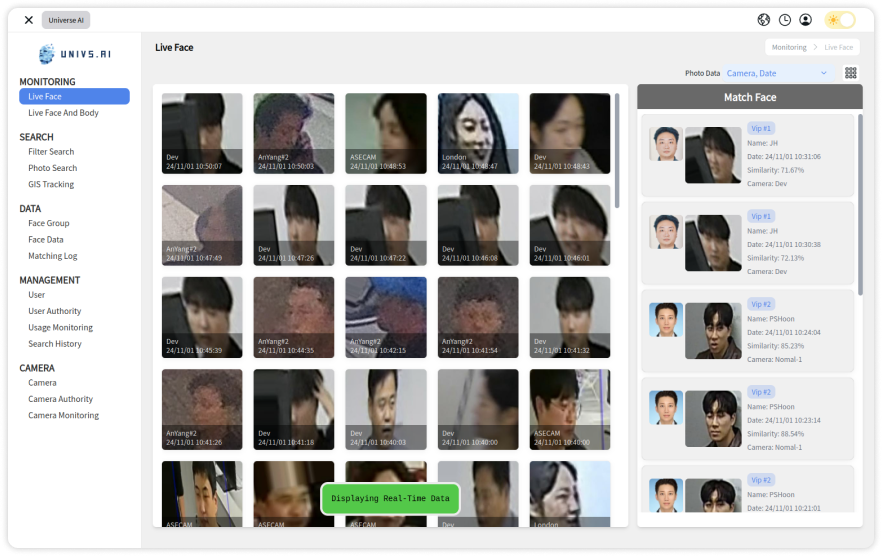 Universe AI
UNIVS.AI
Live Face
Monitoring > Live Face
Photo Data
Camera, Date
MONITORING
Live Face
Live Face And Body
SEARCH
Filter Search
Photo Search
GIS Tracking
DATA
Face Group
Face Data
Matching Log
MANAGEMENT
User
User Authority
Usage Monitoring
Search History
CAMERA
Camera
Camera Authority
Camera Monitoring
Dev
24/11/01 10:50:07
AnYang#2
24/11/01 10:50:03
ASECAM
24/11/01 10:48:53
London
24/11/01 10:48:47
Dev
24/11/01 10:48:43
AnYang#2
24/11/01 10:47:49
Dev
24/11/01 10:47:26
Dev
24/11/01 10:47:22
Dev
24/11/01 10:46:08
Dev
24/11/01 10:46:01
Dev
24/11/01 10:45:39
AnYang#2
24/11/01 10:44:35
AnYang#2
24/11/01 10:42:15
AnYang#2
24/11/01 10:41:54
Dev
24/11/01 10:41:32
AnYang#2
24/11/01 10:41:26
Dev
24/11/01 10:41:18
Dev
24/11/01 10:40:03
Dev
24/11/01 10:40:00
ASECAM
24/11/01 10:40:00
ASECAM
ASECAM
ASECAM
Dev
London
Displaying Real-Time Data
Match Face
Vip #1
Name: JH
Date: 24/11/01 10:31:06
Similarity: 71.67%
Camera: Dev
Vip #1
Name: JH
Date: 24/11/01 10:30:38
Similarity: 72.13%
Camera: Dev
Vip #2
Name: PSHoon
Date: 24/11/01 10:24:04
Similarity: 85.23%
Camera: Nomal-1
Vip #2
Name: PSHoon
Date: 24/11/01 10:23:14
Similarity: 88.54%
Camera: Nomal-1
Vip #2
Name: PSHoon
Date: 24/11/01 10:21:01